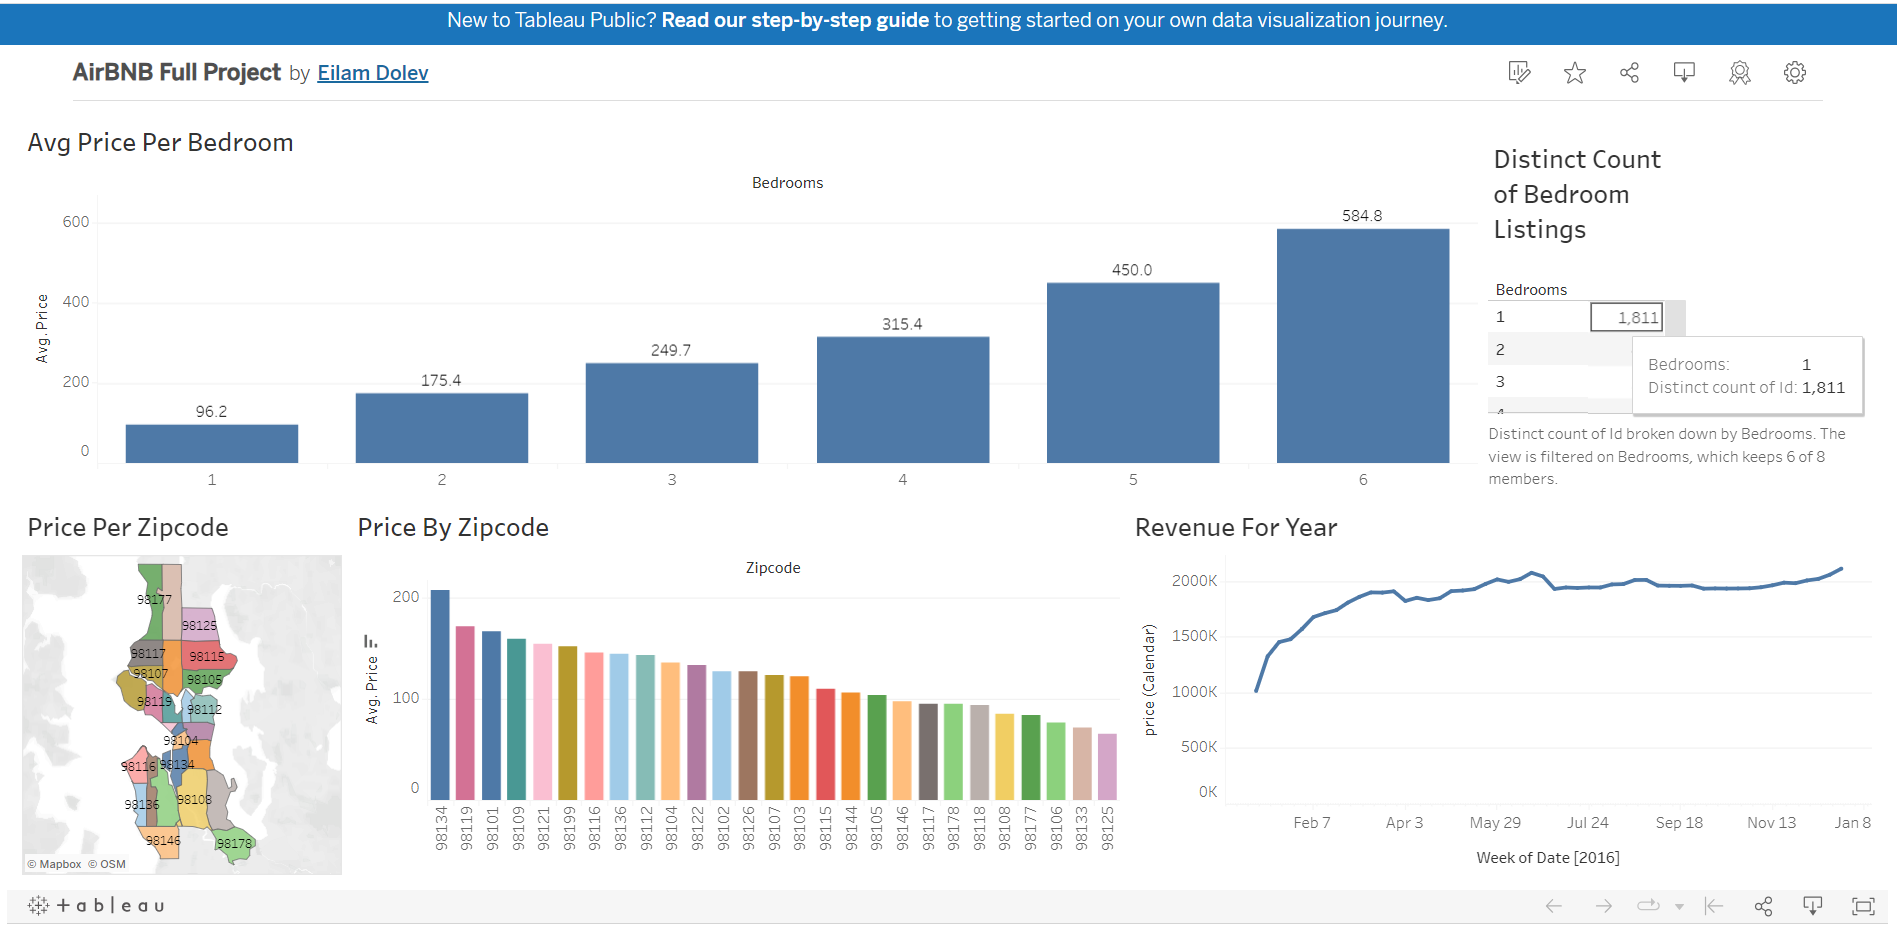 New to Tableau Public? Read our step-by-step guide to getting started on your own data visualization journey.
AirBNB Full Project by Eilam Dolev
Avg Price Per Bedroom
Bedrooms
Avg. Price
600
400
200
0
96.2
175.4
249.7
315.4
450.0
584.8
1
2
3
4
5
6
Distinct Count
of Bedroom
Listings
Bedrooms
1 1,811
2
3
4
Bedrooms: 1
Distinct count of Id: 1,811
Distinct count of Id broken down by Bedrooms. The
view is filtered on Bedrooms, which keeps 6 of 8
members.
Price Per Zipcode
98177
98125
98117
98115
98107
98105
98119
98112
98104
98116
98134
98136
98108
98146
98178
© Mapbox © OSM
Price By Zipcode
Zipcode
Avg. Price
200
100
0
98134
98119
98101
98109
98121
98199
98116
98136
98112
98104
98122
98102
98126
98107
98103
98115
98144
98105
98146
98117
98178
98118
98108
98177
98106
98133
98125
Revenue For Year
price (Calendar)
2000K
1500K
1000K
500K
0K
Feb 7
Apr 3
May 29
Jul 24
Sep 18
Nov 13
Jan 8
Week of Date [2016]
+ a b l e a u